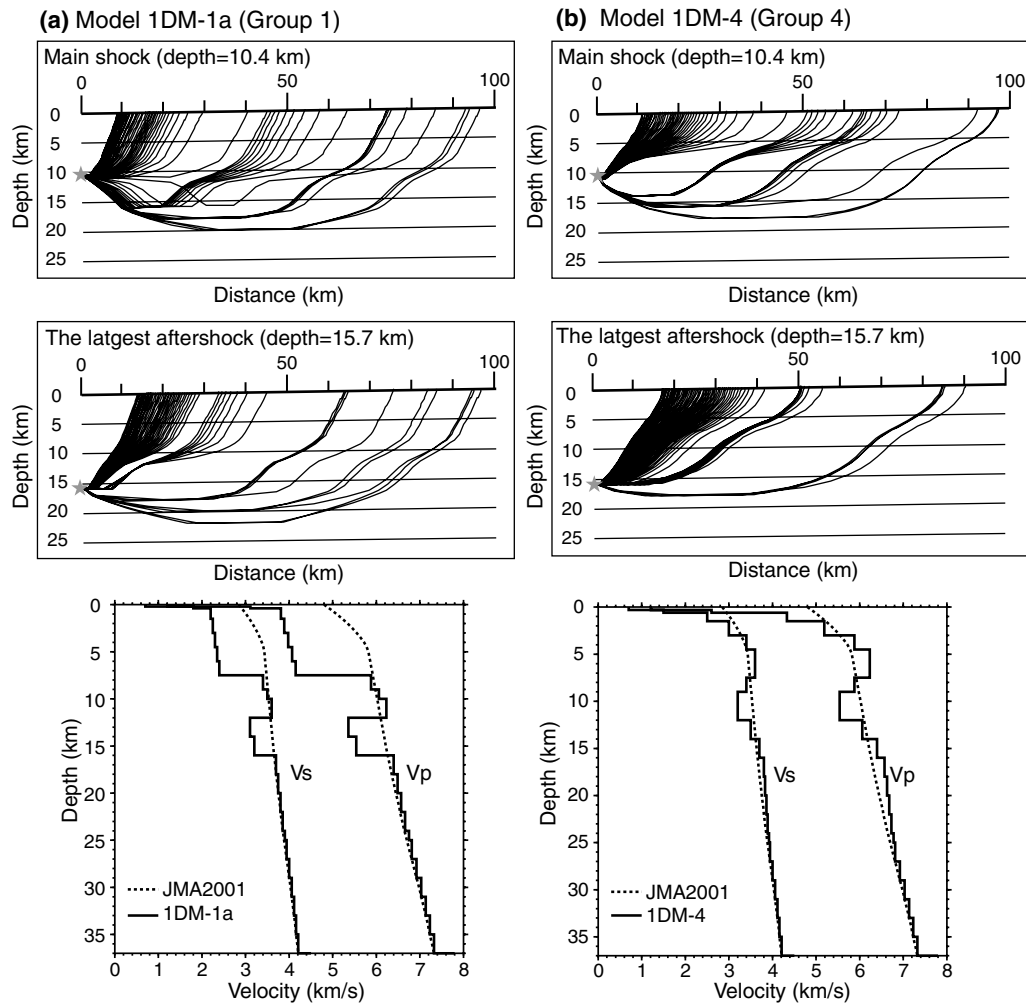 (a) Model 1DM-1a (Group 1)
Main shock (depth=10.4 km)
0 50 100
0
5
10
15
20
25
Depth (km)
Distance (km)
The latgest aftershock (depth=15.7 km)
0 50 100
0
5
10
15
20
25
Depth (km)
Distance (km)
0
5
10
15
20
25
30
35
Depth (km)
Vs
Vp
JMA2001
1DM-1a
0 1 2 3 4 5 6 7 8
Velocity (km/s)
(b) Model 1DM-4 (Group 4)
Main shock (depth=10.4 km)
0 50 100
0
5
10
15
20
25
Depth (km)
Distance (km)
The latgest aftershock (depth=15.7 km)
0 50 100
0
5
10
15
20
25
Depth (km)
Distance (km)
0
5
10
15
20
25
30
35
Depth (km)
Vs
Vp
JMA2001
1DM-4
0 1 2 3 4 5 6 7 8
Velocity (km/s)